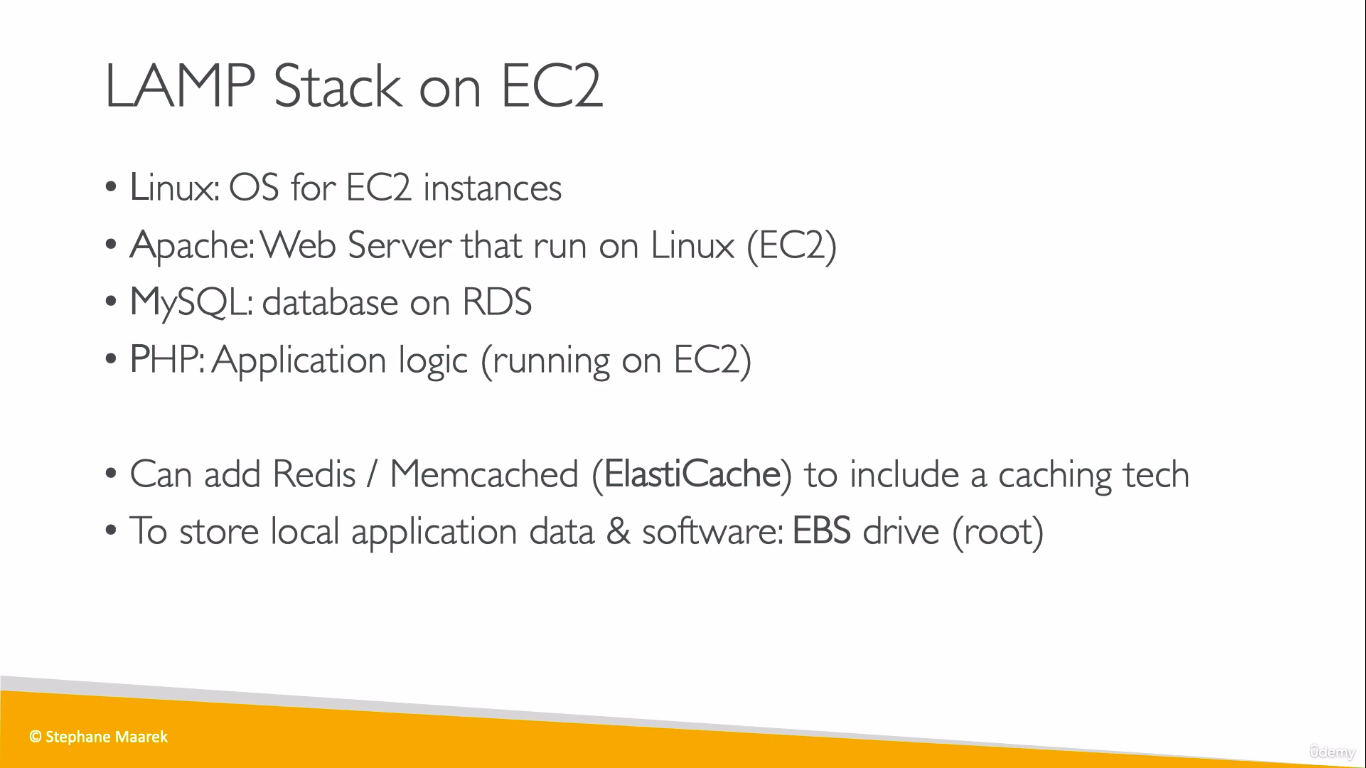 LAMP Stack on EC2
• Linux: OS for EC2 instances
• Apache: Web Server that run on Linux (EC2)
• MySQL: database on RDS
• PHP: Application logic (running on EC2)
• Can add Redis / Memcached (ElastiCache) to include a caching tech
• To store local application data & software: EBS drive (root)
© Stephane Maarek
ûdemy